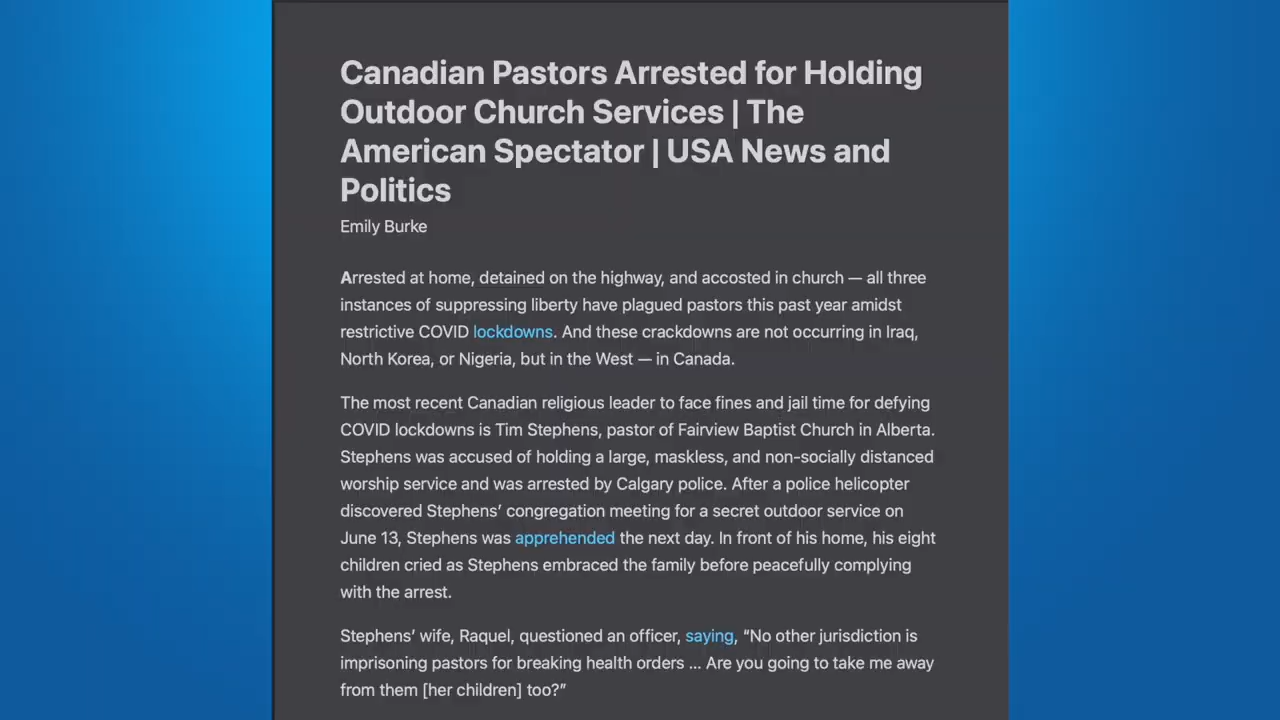 Canadian Pastors Arrested for Holding
Outdoor Church Services | The
American Spectator | USA News and
Politics
Emily Burke
Arrested at home, detained on the highway, and accosted in church — all three
instances of suppressing liberty have plagued pastors this past year amidst
restrictive COVID lockdowns. And these crackdowns are not occurring in Iraq,
North Korea, or Nigeria, but in the West — in Canada.
The most recent Canadian religious leader to face fines and jail time for defying
COVID lockdowns is Tim Stephens, pastor of Fairview Baptist Church in Alberta.
Stephens was accused of holding a large, maskless, and non-socially distanced
worship service and was arrested by Calgary police. After a police helicopter
discovered Stephens’ congregation meeting for a secret outdoor service on
June 13, Stephens was apprehended the next day. In front of his home, his eight
children cried as Stephens embraced the family before peacefully complying
with the arrest.
Stephens’ wife, Raquel, questioned an officer, saying, “No other jurisdiction is
imprisoning pastors for breaking health orders ... Are you going to take me away
from them [her children] too?”